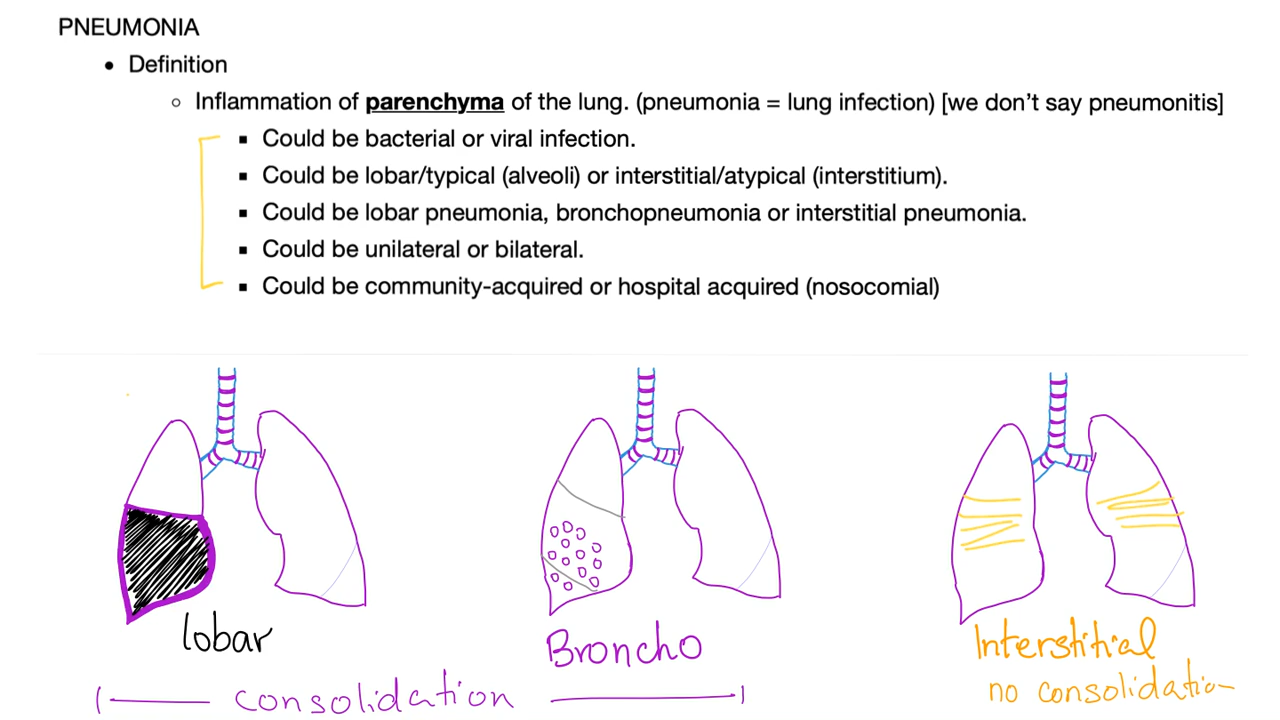 PNEUMONIA
• Definition
○ Inflammation of parenchyma of the lung. (pneumonia = lung infection) [we don’t say pneumonitis]
▪ Could be bacterial or viral infection.
▪ Could be lobar/typical (alveoli) or interstitial/atypical (interstitium).
▪ Could be lobar pneumonia, bronchopneumonia or interstitial pneumonia.
▪ Could be unilateral or bilateral.
▪ Could be community-acquired or hospital acquired (nosocomial)
lobar
Broncho
Interstitial
consolidation
no consolidation